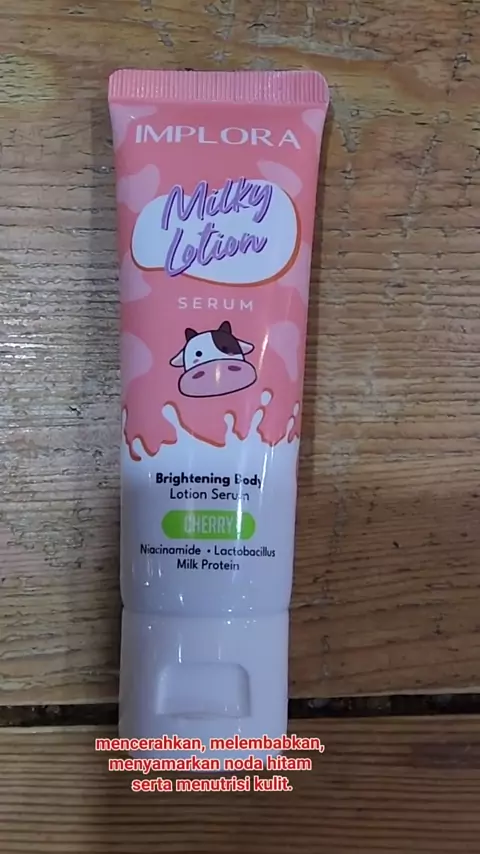 IMPLORA
Milky
Lotion
SERUM
Brightening Body
Lotion Serum
CHERRY
Niacinamide • Lactobacillus
Milk Protein
mencerahkan, melembabkan,
menyamarkan noda hitam
serta menutrisi kulit.